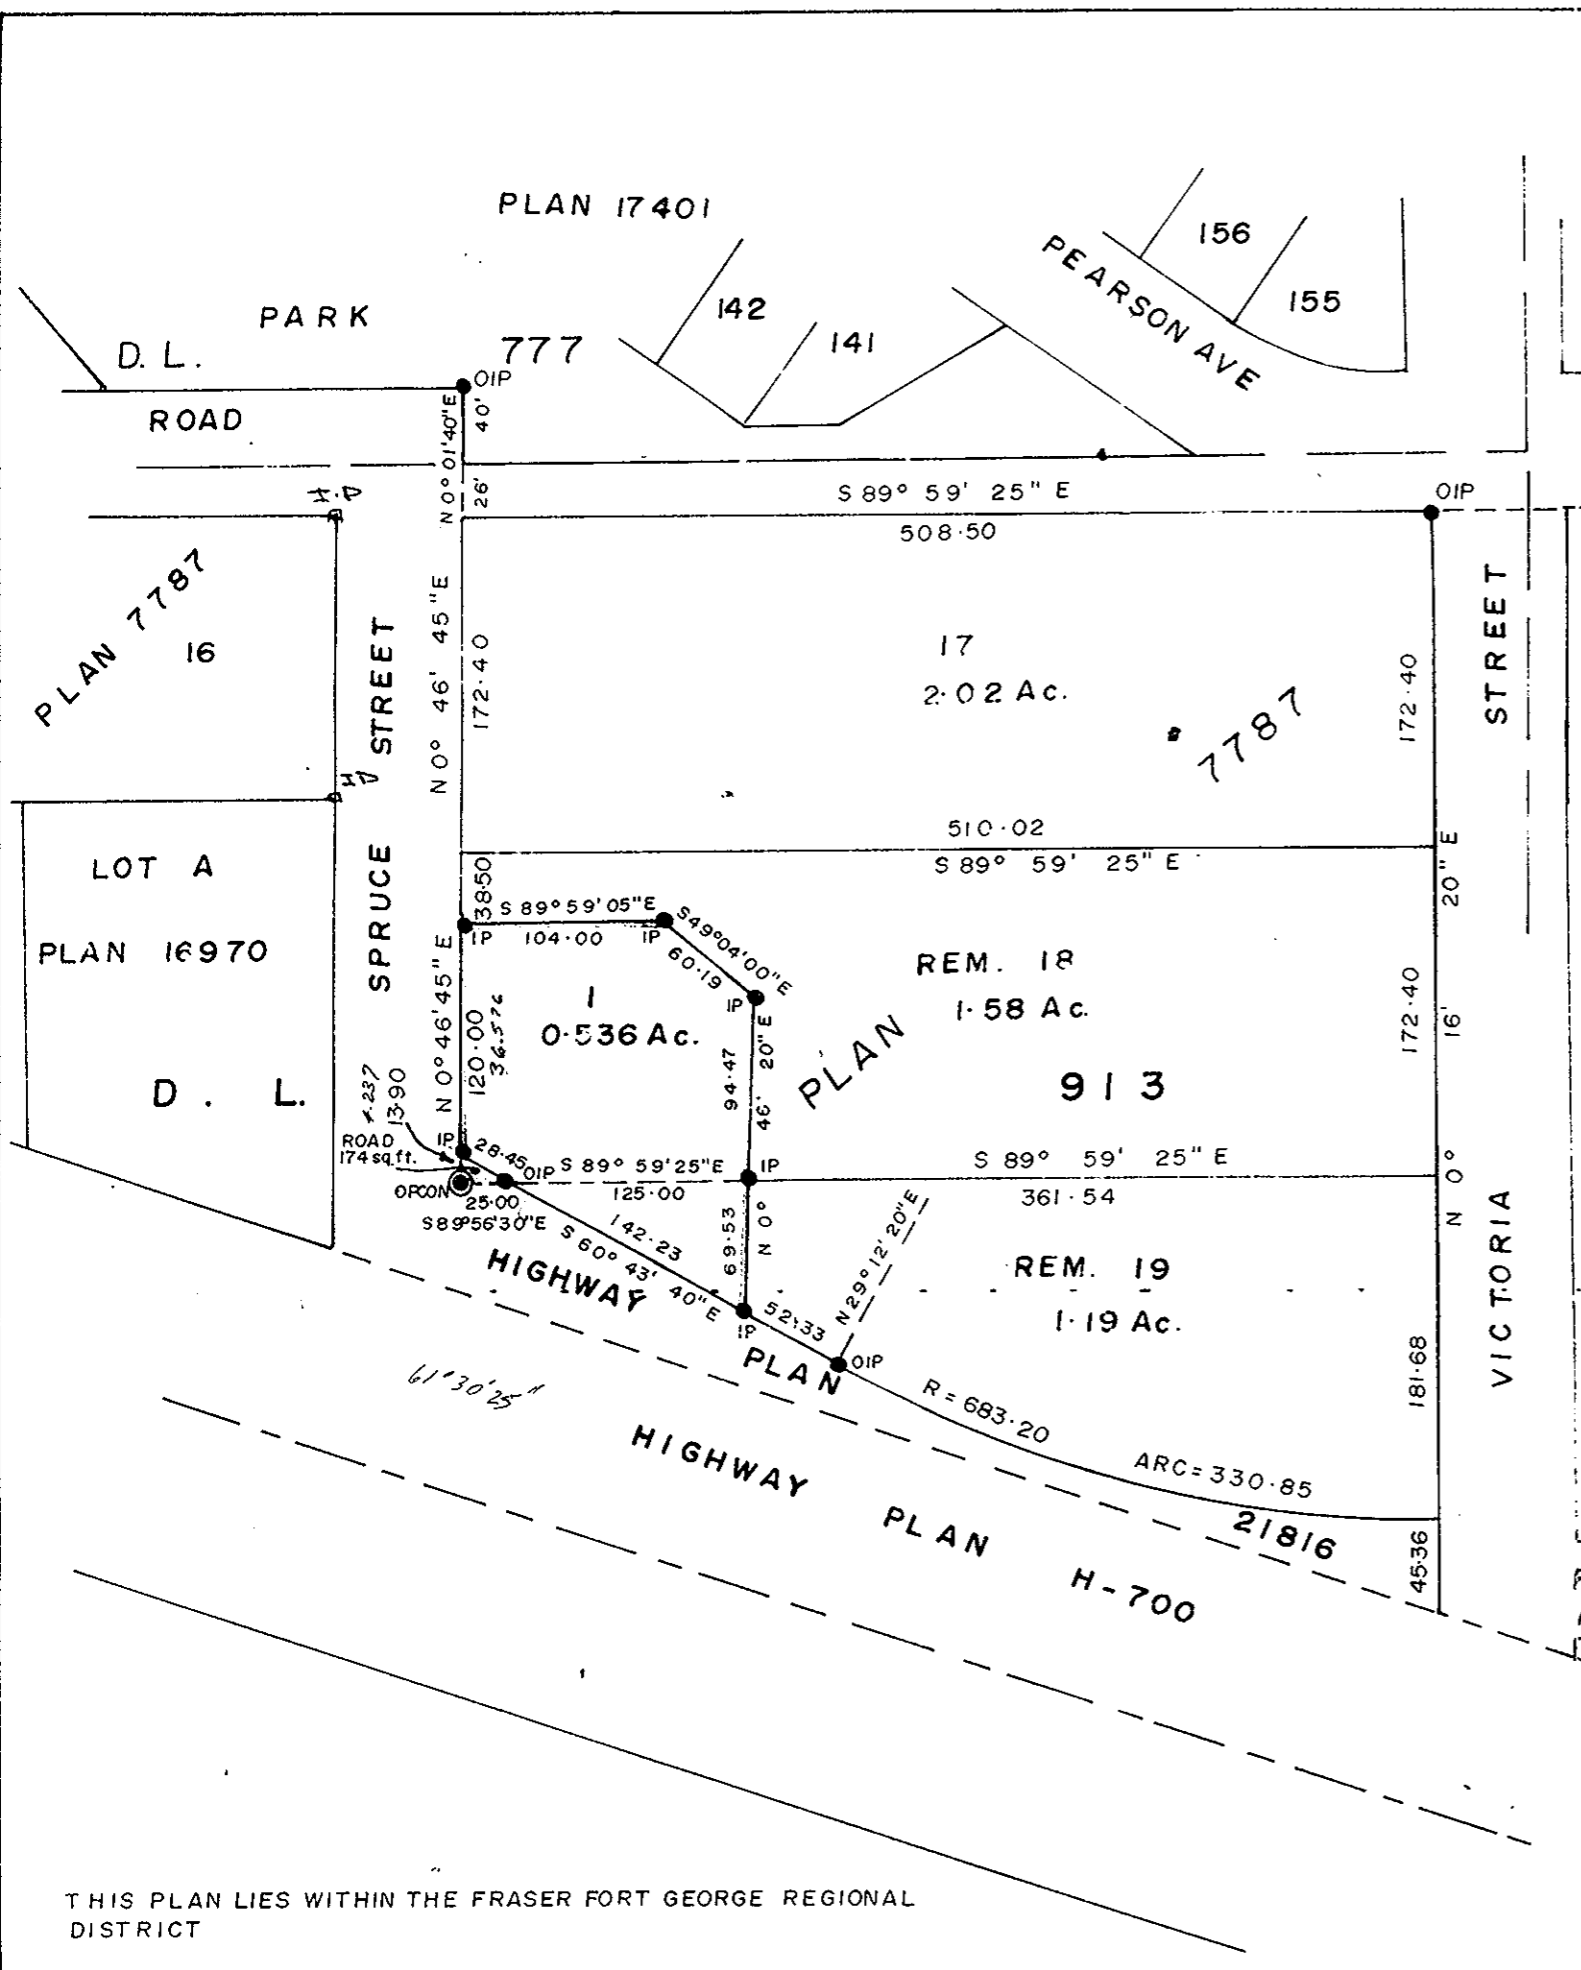 PLAN 17401
156
155
PEARSON AVE
142
141
PARK
D. L.
777
OIP
ROAD
N 0° 01' 40" E
40'
26'
S 89° 59' 25" E
508.50
OIP
PLAN 7787
16
SPRUCE STREET
N 0° 46' 45" E
172.40
17
2.02 Ac.
7787
172.40
VICTORIA STREET
510.02
S 89° 59' 25" E
LOT A
PLAN 16970
38.50
S 89° 59' 05" E
104.00
IP
IP
S 49° 04' 00" E
60.19
IP
REM. 18
1.58 Ac.
1
0.536 Ac.
N 0° 46' 45" E
120.00
36.576
94.47
N 0° 46' 20" E
PLAN
913
172.40
N 0° 16' 20" E
D. L.
4.237
13.90
ROAD
174 sq.ft.
IP
28.45
OIP
S 89° 59' 25" E
125.00
IP
S 89° 59' 25" E
361.54
OPCON
25.00
S 89° 56' 30" E
142.23
S 60° 43' 40" E
69.53
N 29° 12' 20" E
REM. 19
1.19 Ac.
HIGHWAY
IP
52.33
OIP
PLAN
181.68
61° 30' 25"
R = 683.20
ARC = 330.85
21816
45.36
HIGHWAY PLAN H-700
THIS PLAN LIES WITHIN THE FRASER FORT GEORGE REGIONAL
DISTRICT